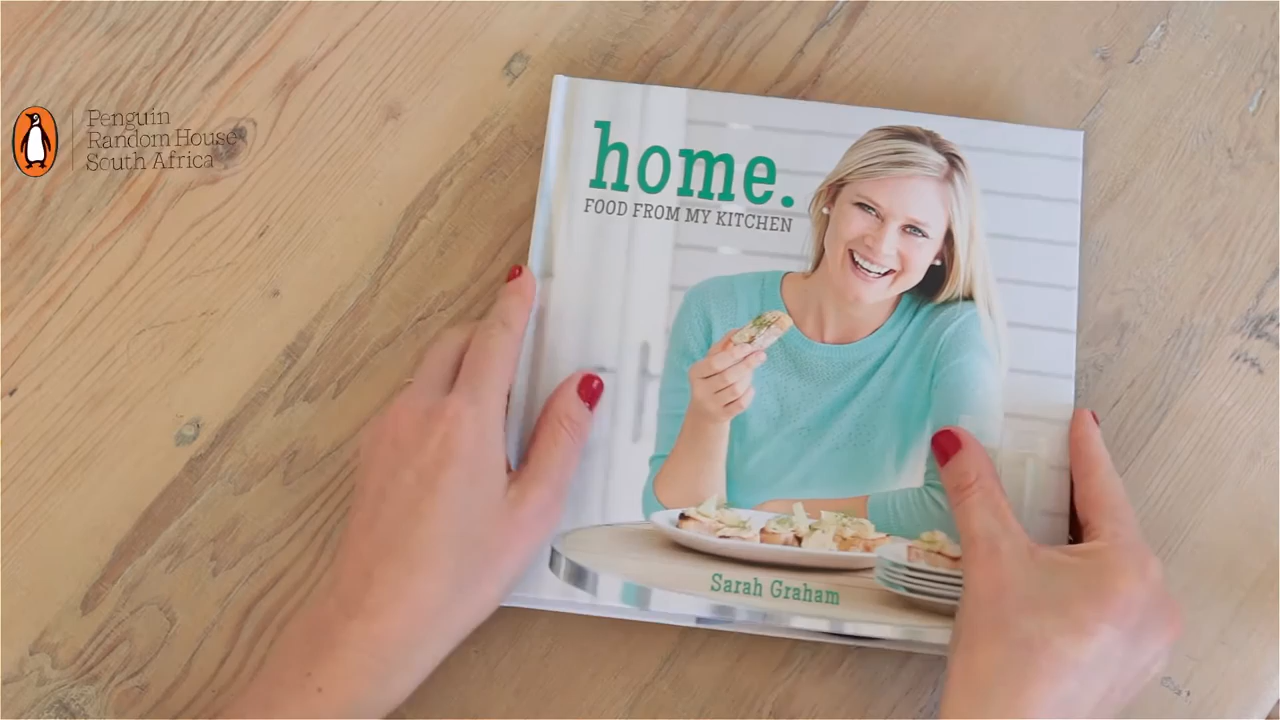 Penguin
Random House
South Africa
home.
FOOD FROM MY KITCHEN
Sarah Graham